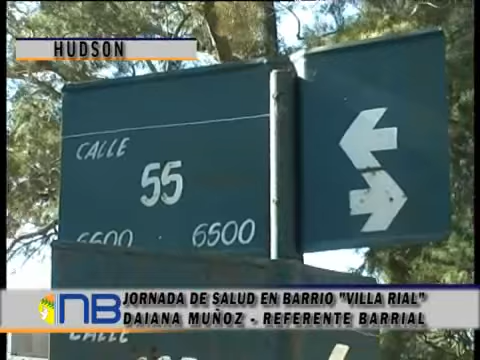 HUDSON
CALLE
55
6600 6500
NB
JORNADA DE SALUD EN BARRIO "VILLA RIAL"
DAIANA MUÑOZ - REFERENTE BARRIAL
CALLE